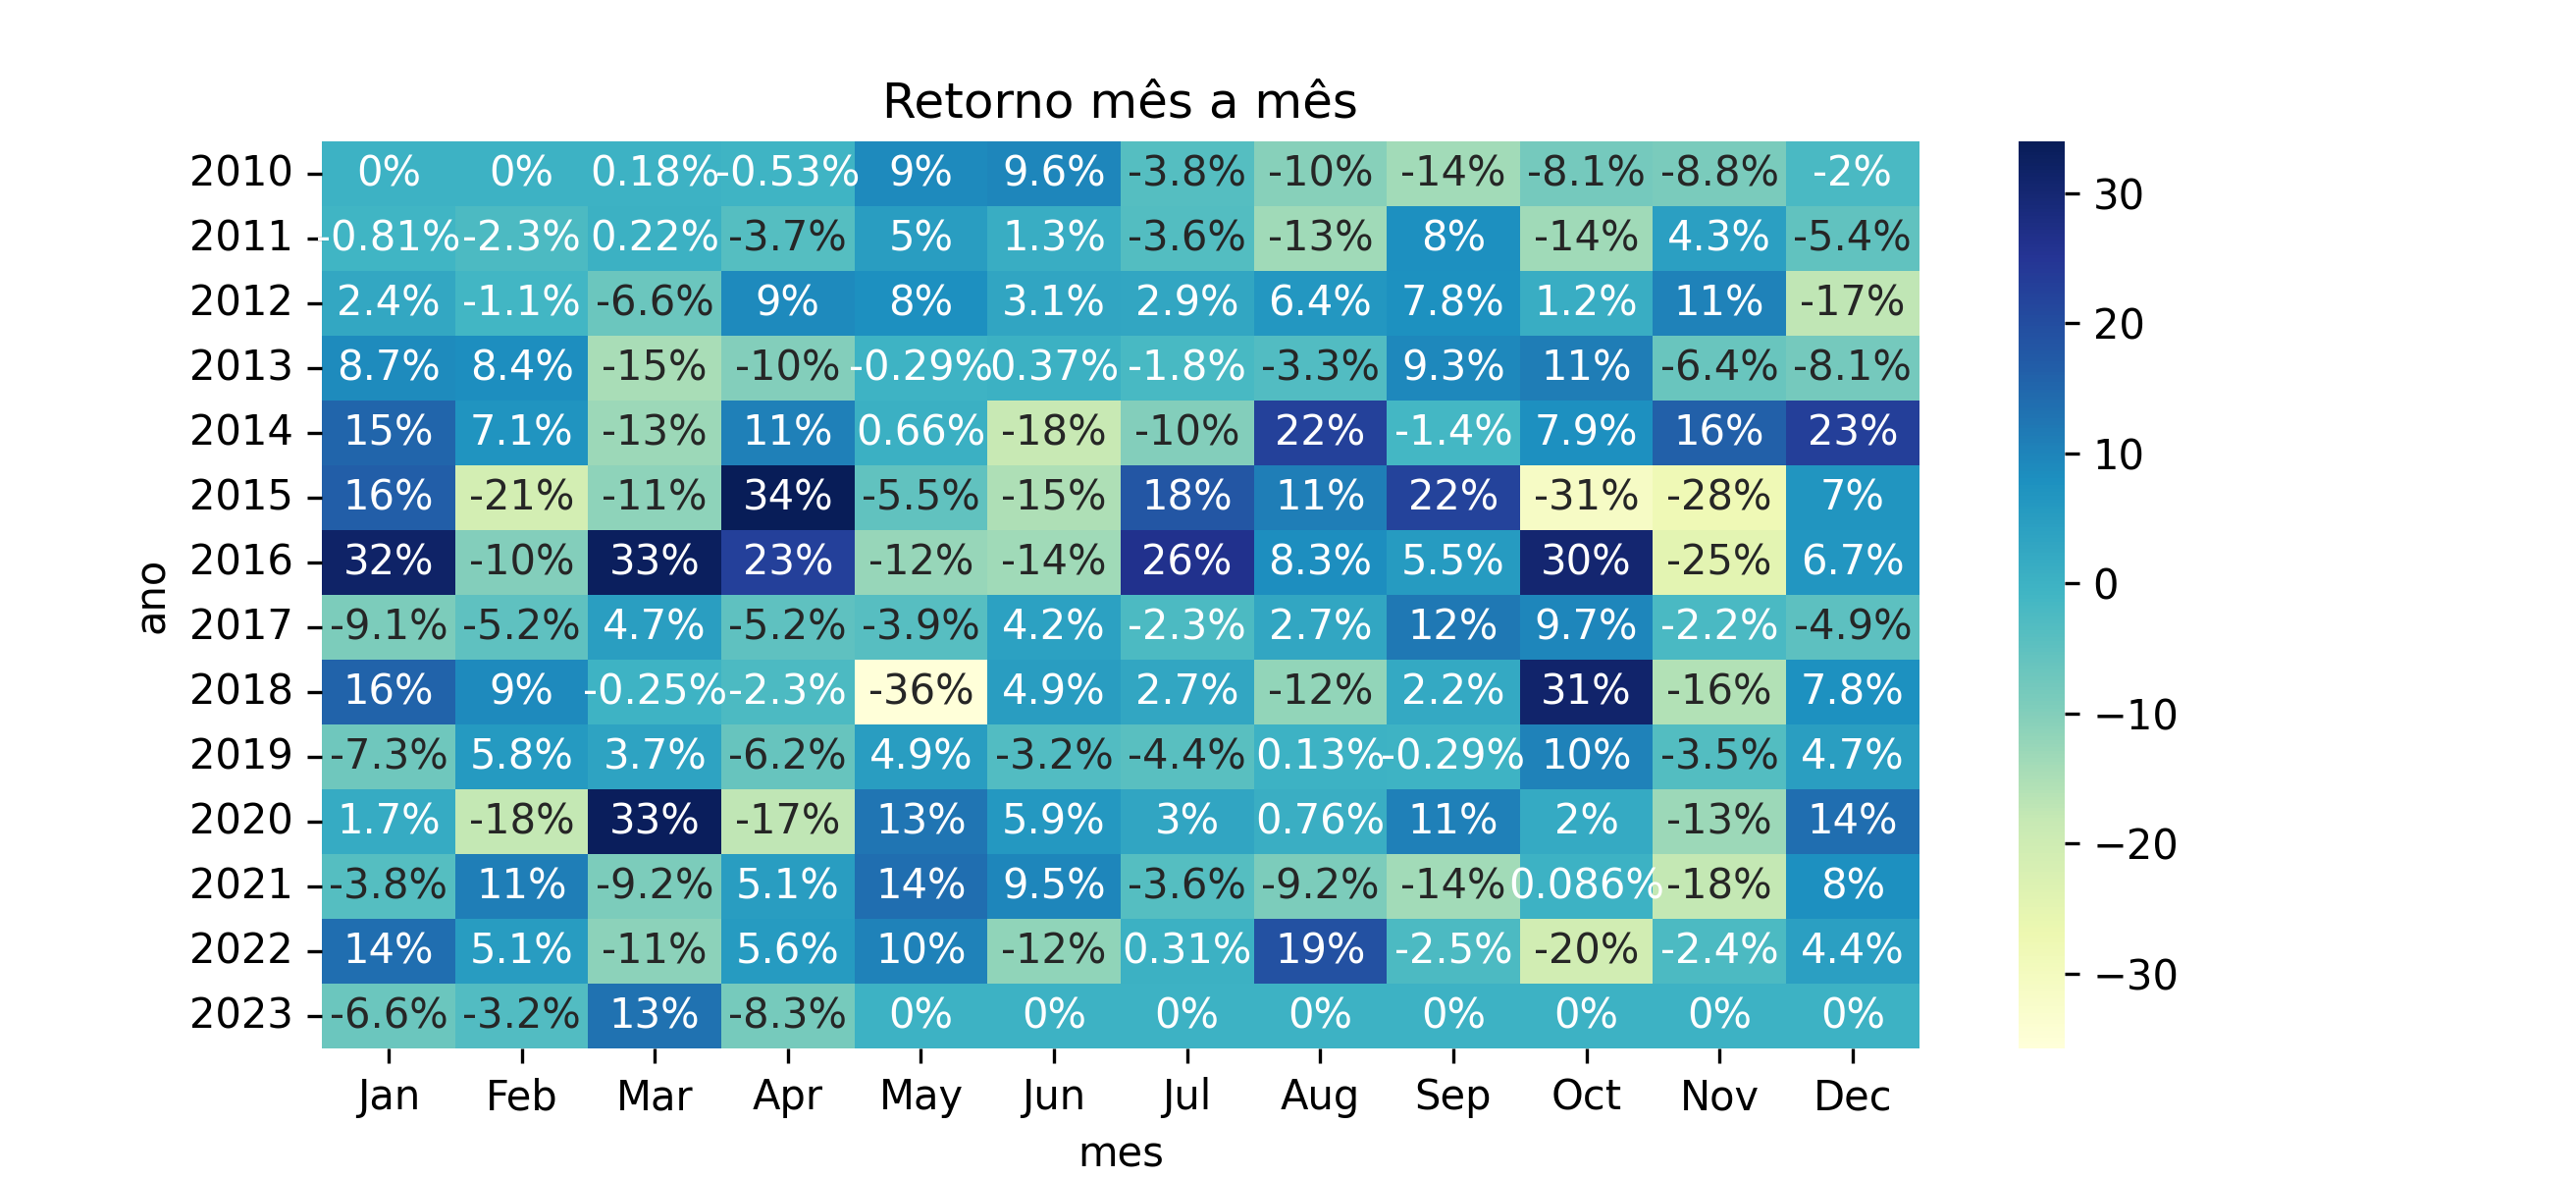 Retorno mês a mês
2010 0% 0% 0.18% -0.53% 9% 9.6% -3.8% -10% -14% -8.1% -8.8% -2%
2011 -0.81% -2.3% 0.22% -3.7% 5% 1.3% -3.6% -13% 8% -14% 4.3% -5.4%
2012 2.4% -1.1% -6.6% 9% 8% 3.1% 2.9% 6.4% 7.8% 1.2% 11% -17%
2013 8.7% 8.4% -15% -10% -0.29% 0.37% -1.8% -3.3% 9.3% 11% -6.4% -8.1%
2014 15% 7.1% -13% 11% 0.66% -18% -10% 22% -1.4% 7.9% 16% 23%
2015 16% -21% -11% 34% -5.5% -15% 18% 11% 22% -31% -28% 7%
2016 32% -10% 33% 23% -12% -14% 26% 8.3% 5.5% 30% -25% 6.7%
2017 -9.1% -5.2% 4.7% -5.2% -3.9% 4.2% -2.3% 2.7% 12% 9.7% -2.2% -4.9%
2018 16% 9% -0.25% -2.3% -36% 4.9% 2.7% -12% 2.2% 31% -16% 7.8%
2019 -7.3% 5.8% 3.7% -6.2% 4.9% -3.2% -4.4% 0.13% -0.29% 10% -3.5% 4.7%
2020 1.7% -18% 33% -17% 13% 5.9% 3% 0.76% 11% 2% -13% 14%
2021 -3.8% 11% -9.2% 5.1% 14% 9.5% -3.6% -9.2% -14% 0.086% -18% 8%
2022 14% 5.1% -11% 5.6% 10% -12% 0.31% 19% -2.5% -20% -2.4% 4.4%
2023 -6.6% -3.2% 13% -8.3% 0% 0% 0% 0% 0% 0% 0% 0%
Jan Feb Mar Apr May Jun Jul Aug Sep Oct Nov Dec
mes
ano
30
20
10
0
−10
−20
−30